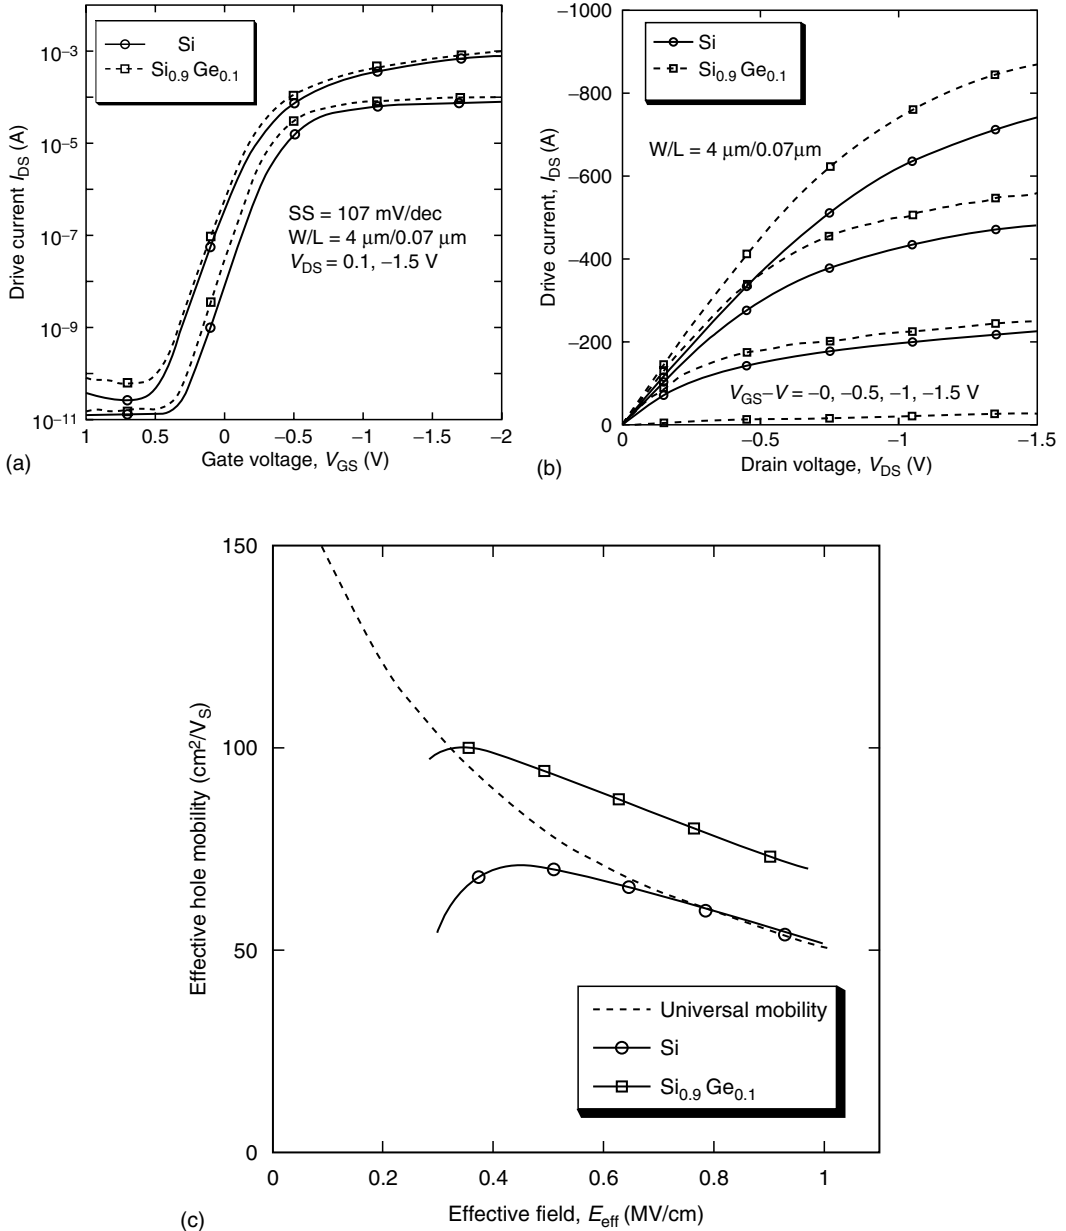 Si
Si0.9 Ge0.1
10−3
10−5
10−7
10−9
10−11
Drive current IDS (A)
SS = 107 mV/dec
W/L = 4 μm/0.07 μm
VDS = 0.1, −1.5 V
1 0.5 0 −0.5 −1 −1.5 −2
Gate voltage, VGS (V)
(a)
Si
Si0.9 Ge0.1
−1000
−800
−600
−400
−200
0
Drive current, IDS (A)
W/L = 4 μm/0.07μm
VGS–V = −0, −0.5, −1, −1.5 V
0 −0.5 −1 −1.5
Drain voltage, VDS (V)
(b)
150
100
50
0
Effective hole mobility (cm2/VS)
Universal mobility
Si
Si0.9 Ge0.1
0 0.2 0.4 0.6 0.8 1
Effective field, Eeff (MV/cm)
(c)